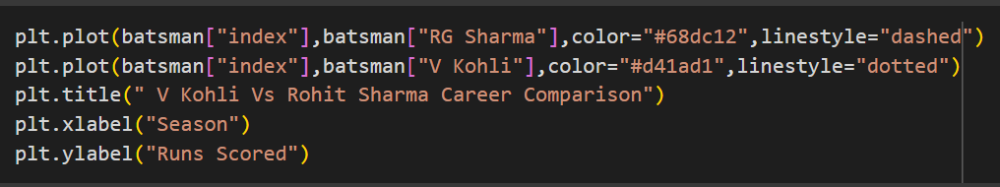 plt.plot(batsman["index"],batsman["RG Sharma"],color="#68dc12",linestyle="dashed")
plt.plot(batsman["index"],batsman["V Kohli"],color="#d41ad1",linestyle="dotted")
plt.title(" V Kohli Vs Rohit Sharma Career Comparison")
plt.xlabel("Season")
plt.ylabel("Runs Scored")